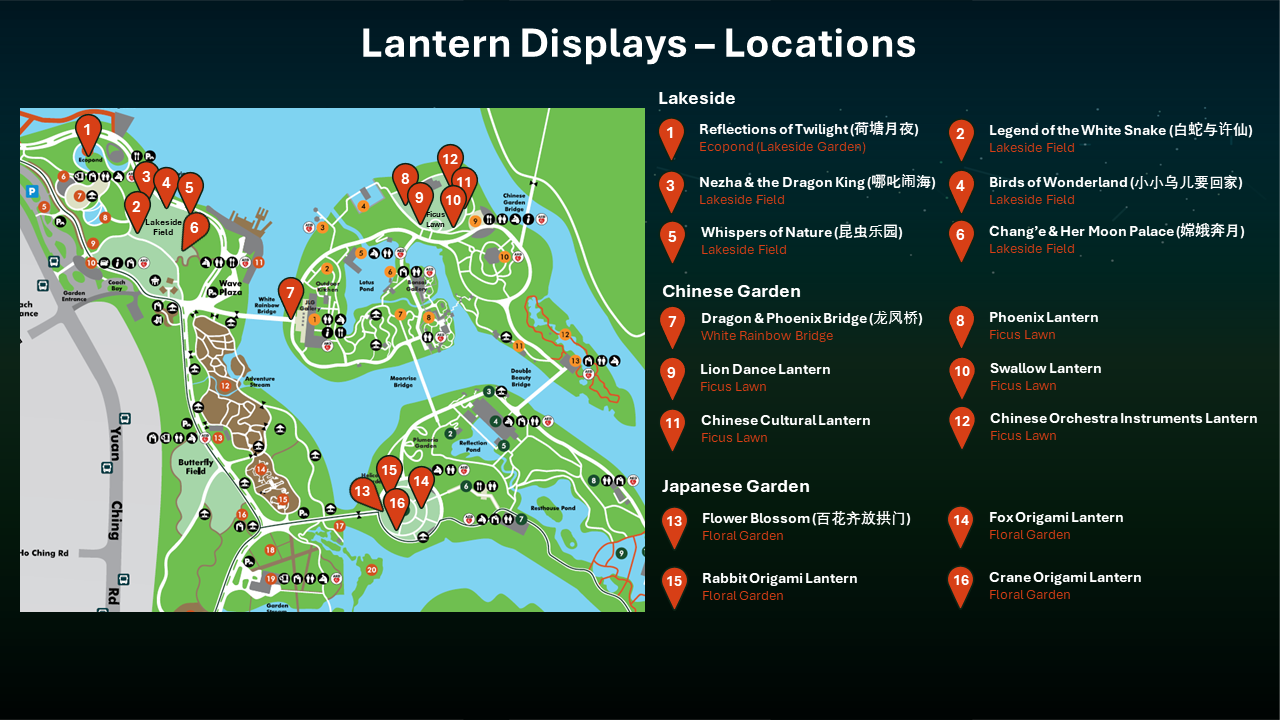 Lantern Displays – Locations
Lakeside
1 Reflections of Twilight (荷塘月夜)
Ecopond (Lakeside Garden)
2 Legend of the White Snake (白蛇与许仙)
Lakeside Field
3 Nezha & the Dragon King (哪叱闹海)
Lakeside Field
4 Birds of Wonderland (小小乌儿要回家)
Lakeside Field
5 Whispers of Nature (昆虫乐园)
Lakeside Field
6 Chang'e & Her Moon Palace (嫦娥奔月)
Lakeside Field
Chinese Garden
7 Dragon & Phoenix Bridge (龙凤桥)
White Rainbow Bridge
8 Phoenix Lantern
Ficus Lawn
9 Lion Dance Lantern
Ficus Lawn
10 Swallow Lantern
Ficus Lawn
11 Chinese Cultural Lantern
Ficus Lawn
12 Chinese Orchestra Instruments Lantern
Ficus Lawn
Japanese Garden
13 Flower Blossom (百花齐放拱门)
Floral Garden
14 Fox Origami Lantern
Floral Garden
15 Rabbit Origami Lantern
Floral Garden
16 Crane Origami Lantern
Floral Garden
1
Ecopond
P
3
4
5
2
6
Lakeside
Field
Garden
Entrance
Coach
Bay
Wave
Plaza
White
Rainbow
Bridge
7
8
9
10
11
12
Ficus
Lawn
Chinese
Garden
Bridge
Outdoor
Kitchen
Lotus
Pond
Bonsai
Gallery
Adventure
Stream
Moonrise
Bridge
Double
Beauty
Bridge
Plumeria
Garden
Reflection
Pond
Butterfly
Field
13
14
15
16
Resthouse Pond
Yuan
Ching
Rd
Ho Ching Rd
Garden